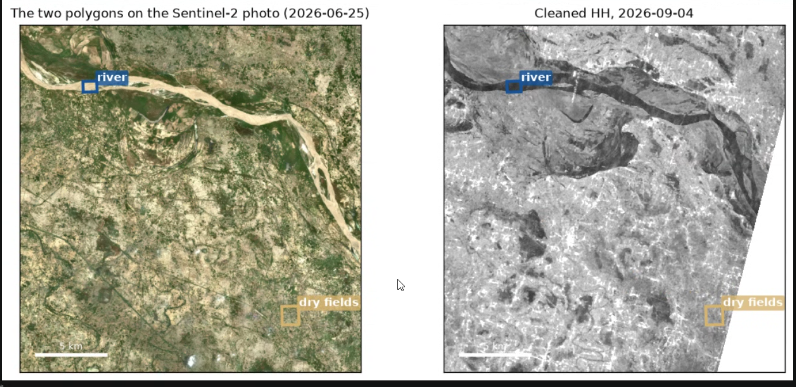 The two polygons on the Sentinel-2 photo (2026-06-25)
Cleaned HH, 2026-09-04
river
river
dry fields
dry fields
5 km